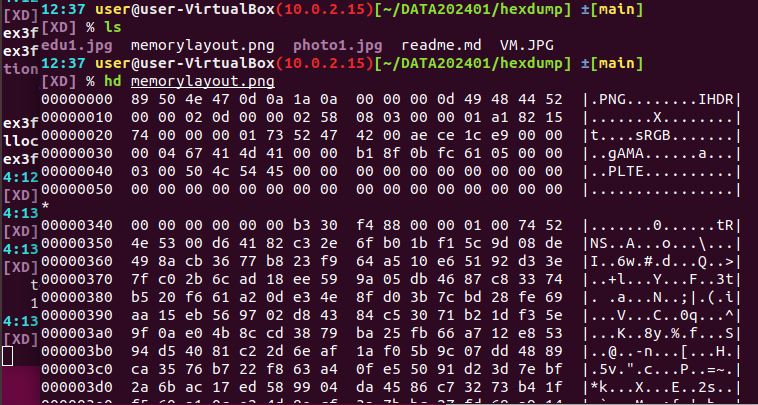 12:37 user@user-VirtualBox(10.0.2.15)[~/DATA202401/hexdump] ±[main]
[XD] % ls
edu1.jpg memorylayout.png photo1.jpg readme.md VM.JPG
12:37 user@user-VirtualBox(10.0.2.15)[~/DATA202401/hexdump] ±[main]
[XD] % hd memorylayout.png
00000000  89 50 4e 47 0d 0a 1a 0a  00 00 00 0d 49 48 44 52  |.PNG........IHDR|
00000010  00 00 02 0d 00 00 02 58  08 03 00 00 01 a1 82 15  |.......X........|
00000020  74 00 00 00 01 73 52 47  42 00 ae ce 1c e9 00 00  |t....sRGB.......|
00000030  00 04 67 41 4d 41 00 00  b1 8f 0b fc 61 05 00 00  |..gAMA......a...|
00000040  03 00 50 4c 54 45 00 00  00 00 00 00 00 00 00 00  |..PLTE..........|
00000050  00 00 00 00 00 00 00 00  00 00 00 00 00 00 00 00  |................|
*
00000340  00 00 00 00 00 00 b3 30  f4 88 00 00 01 00 74 52  |.......0......tR|
00000350  4e 53 00 d6 41 82 c3 2e  6f b0 1b f1 5c 9d 08 de  |NS..A...o...\...|
00000360  49 8a cb 36 77 b8 23 f9  64 a5 10 e6 51 92 d3 3e  |I..6w.#.d...Q..>|
00000370  7f c0 2b 6c ad 18 ee 59  9a 05 db 46 87 c8 33 74  |..+l...Y...F..3t|
00000380  b5 20 f6 61 a2 0d e3 4e  8f d0 3b 7c bd 28 fe 69  |. .a...N..;|.(.i|
00000390  aa 15 eb 56 97 02 d8 43  84 c5 30 71 b2 1d f3 5e  |...V...C..0q...^|
000003a0  9f 0a e0 4b 8c cd 38 79  ba 25 fb 66 a7 12 e8 53  |...K..8y.%.f...S|
000003b0  94 d5 40 81 c2 2d 6e af  1a f0 5b 9c 07 dd 48 89  |..@..-n...[...H.|
000003c0  ca 35 76 b7 22 f8 63 a4  0f e5 50 91 d2 3d 7e bf  |.5v.".c...P..=~.|
000003d0  2a 6b ac 17 ed 58 99 04  da 45 86 c7 32 73 b4 1f  |*k...X...E..2s..|
[XD]
ex3f
ex3f
tion
ex3f
lloc
ex3f
4:12
[XD]
4:13
[XD]
4:13
[XD]
t
1
4:13
[XD]